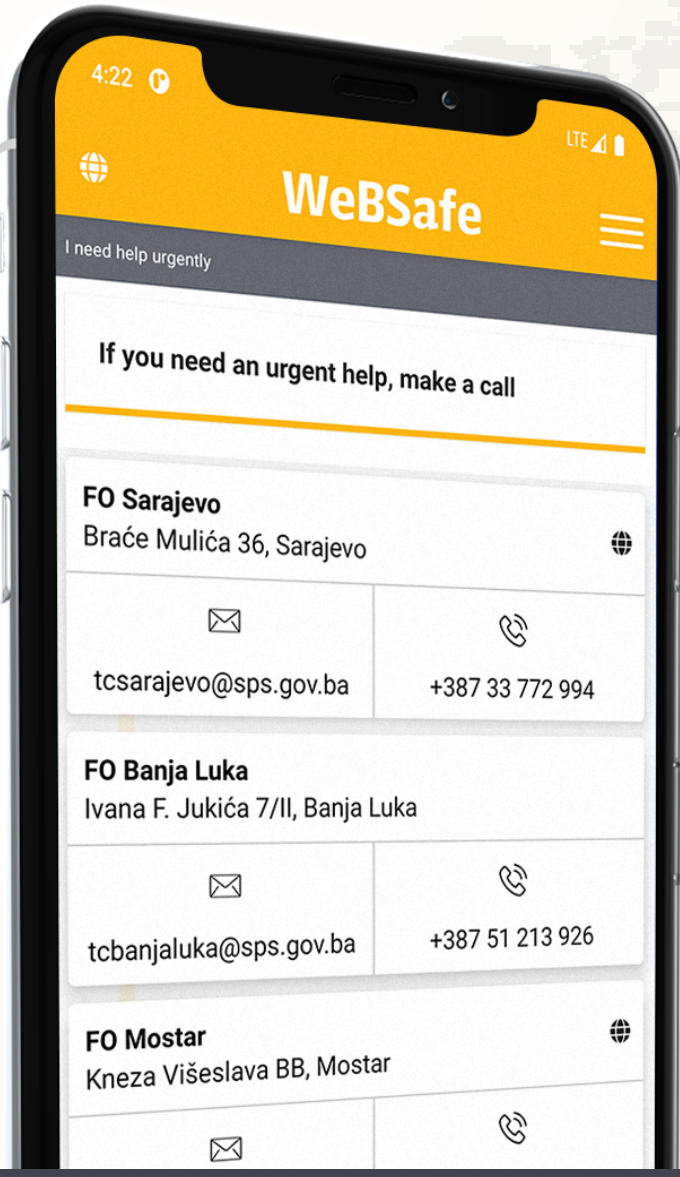 4:22
LTE
WeBSafe
I need help urgently
If you need an urgent help, make a call
FO Sarajevo
Braće Mulića 36, Sarajevo
tcsarajevo@sps.gov.ba
+387 33 772 994
FO Banja Luka
Ivana F. Jukića 7/II, Banja Luka
tcbanjaluka@sps.gov.ba
+387 51 213 926
FO Mostar
Kneza Višeslava BB, Mostar